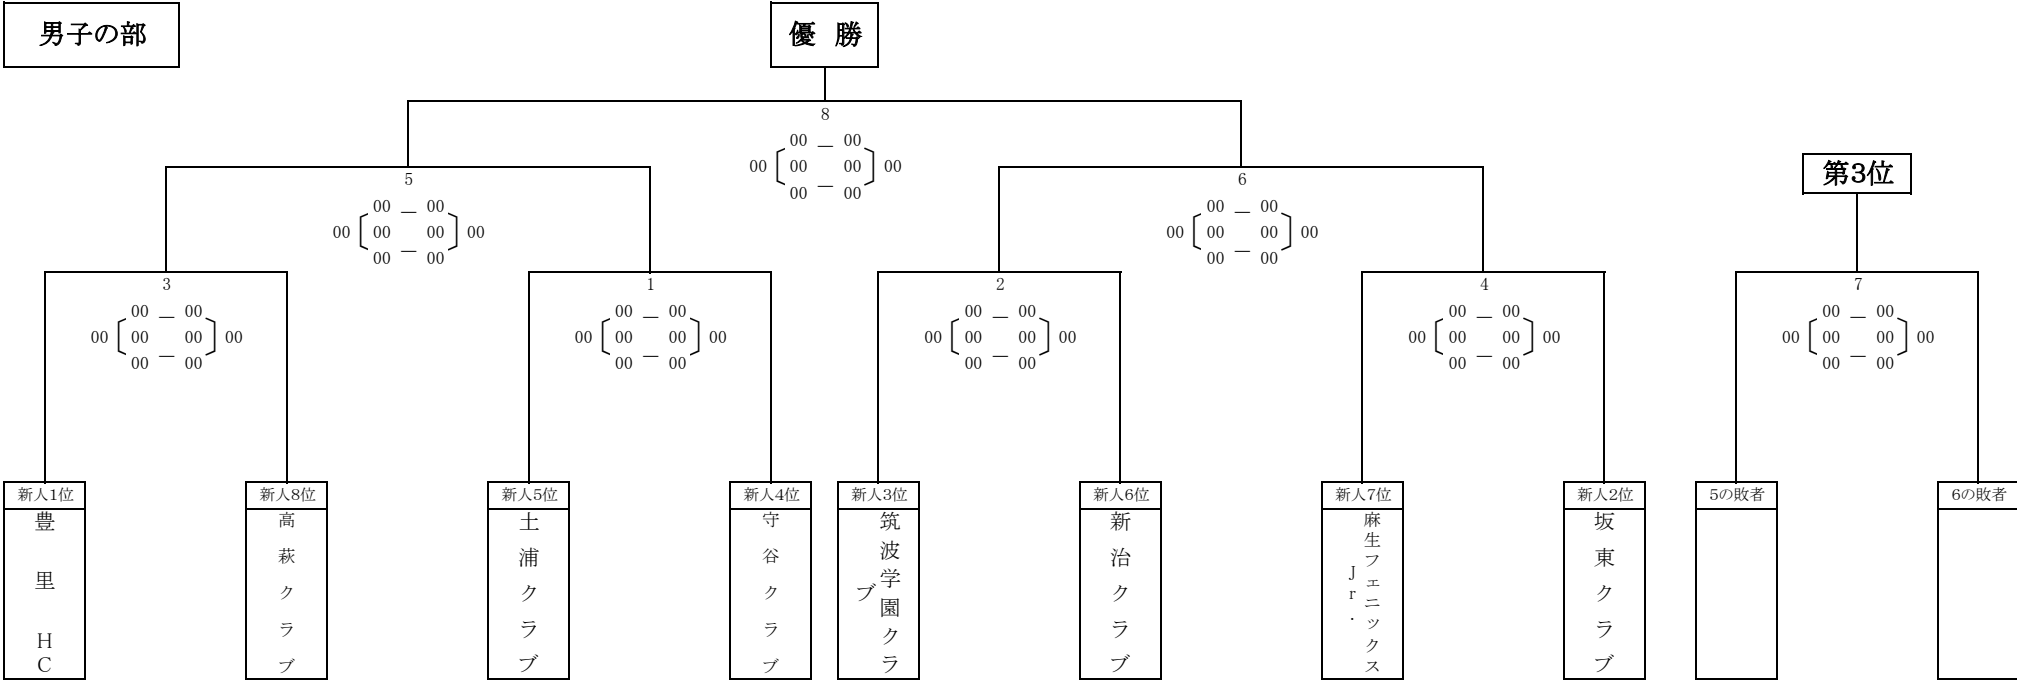 男子の部
優 勝
8
00 — 00
00 00 00 00
00 — 00
第3位
5
00 — 00
00 00 00 00
00 — 00
6
00 — 00
00 00 00 00
00 — 00
3
00 — 00
00 00 00 00
00 — 00
1
00 — 00
00 00 00 00
00 — 00
2
00 — 00
00 00 00 00
00 — 00
4
00 — 00
00 00 00 00
00 — 00
7
00 — 00
00 00 00 00
00 — 00
新人1位
豊里HC
新人8位
高萩クラブ
新人5位
土浦クラブ
新人4位
守谷クラブ
新人3位
筑波学園クラ
ブ
新人6位
新治クラブ
新人7位
麻生フェニックス
Jr.
新人2位
坂東クラブ
5の敗者
6の敗者